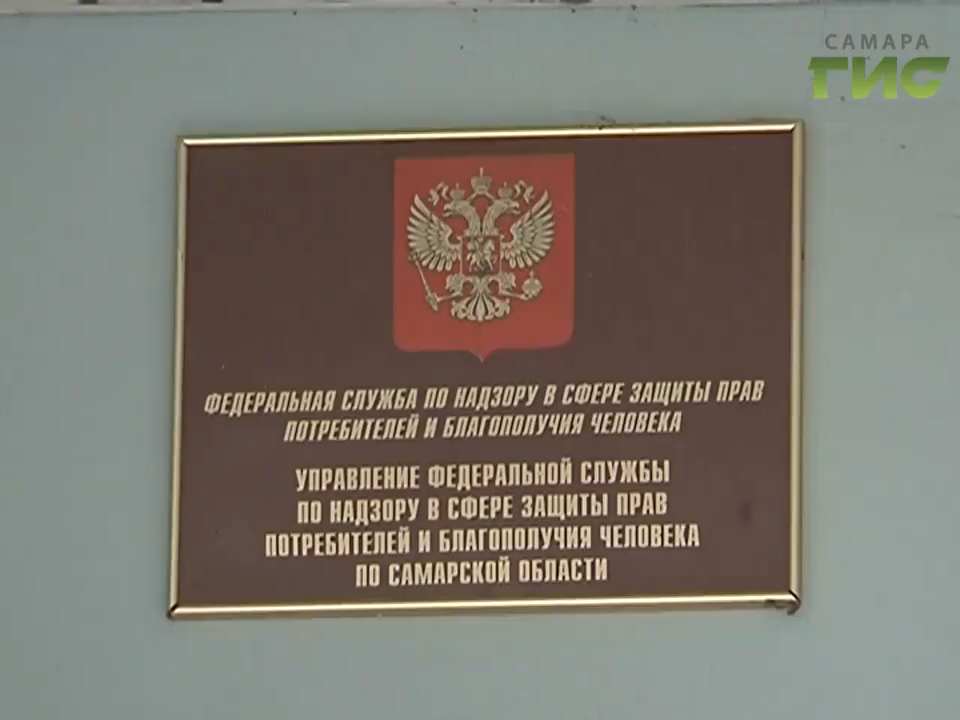 САМАРА
ГИС
ФЕДЕРАЛЬНАЯ СЛУЖБА ПО НАДЗОРУ В СФЕРЕ ЗАЩИТЫ ПРАВ
ПОТРЕБИТЕЛЕЙ И БЛАГОПОЛУЧИЯ ЧЕЛОВЕКА
УПРАВЛЕНИЕ ФЕДЕРАЛЬНОЙ СЛУЖБЫ
ПО НАДЗОРУ В СФЕРЕ ЗАЩИТЫ ПРАВ
ПОТРЕБИТЕЛЕЙ И БЛАГОПОЛУЧИЯ ЧЕЛОВЕКА
ПО САМАРСКОЙ ОБЛАСТИ